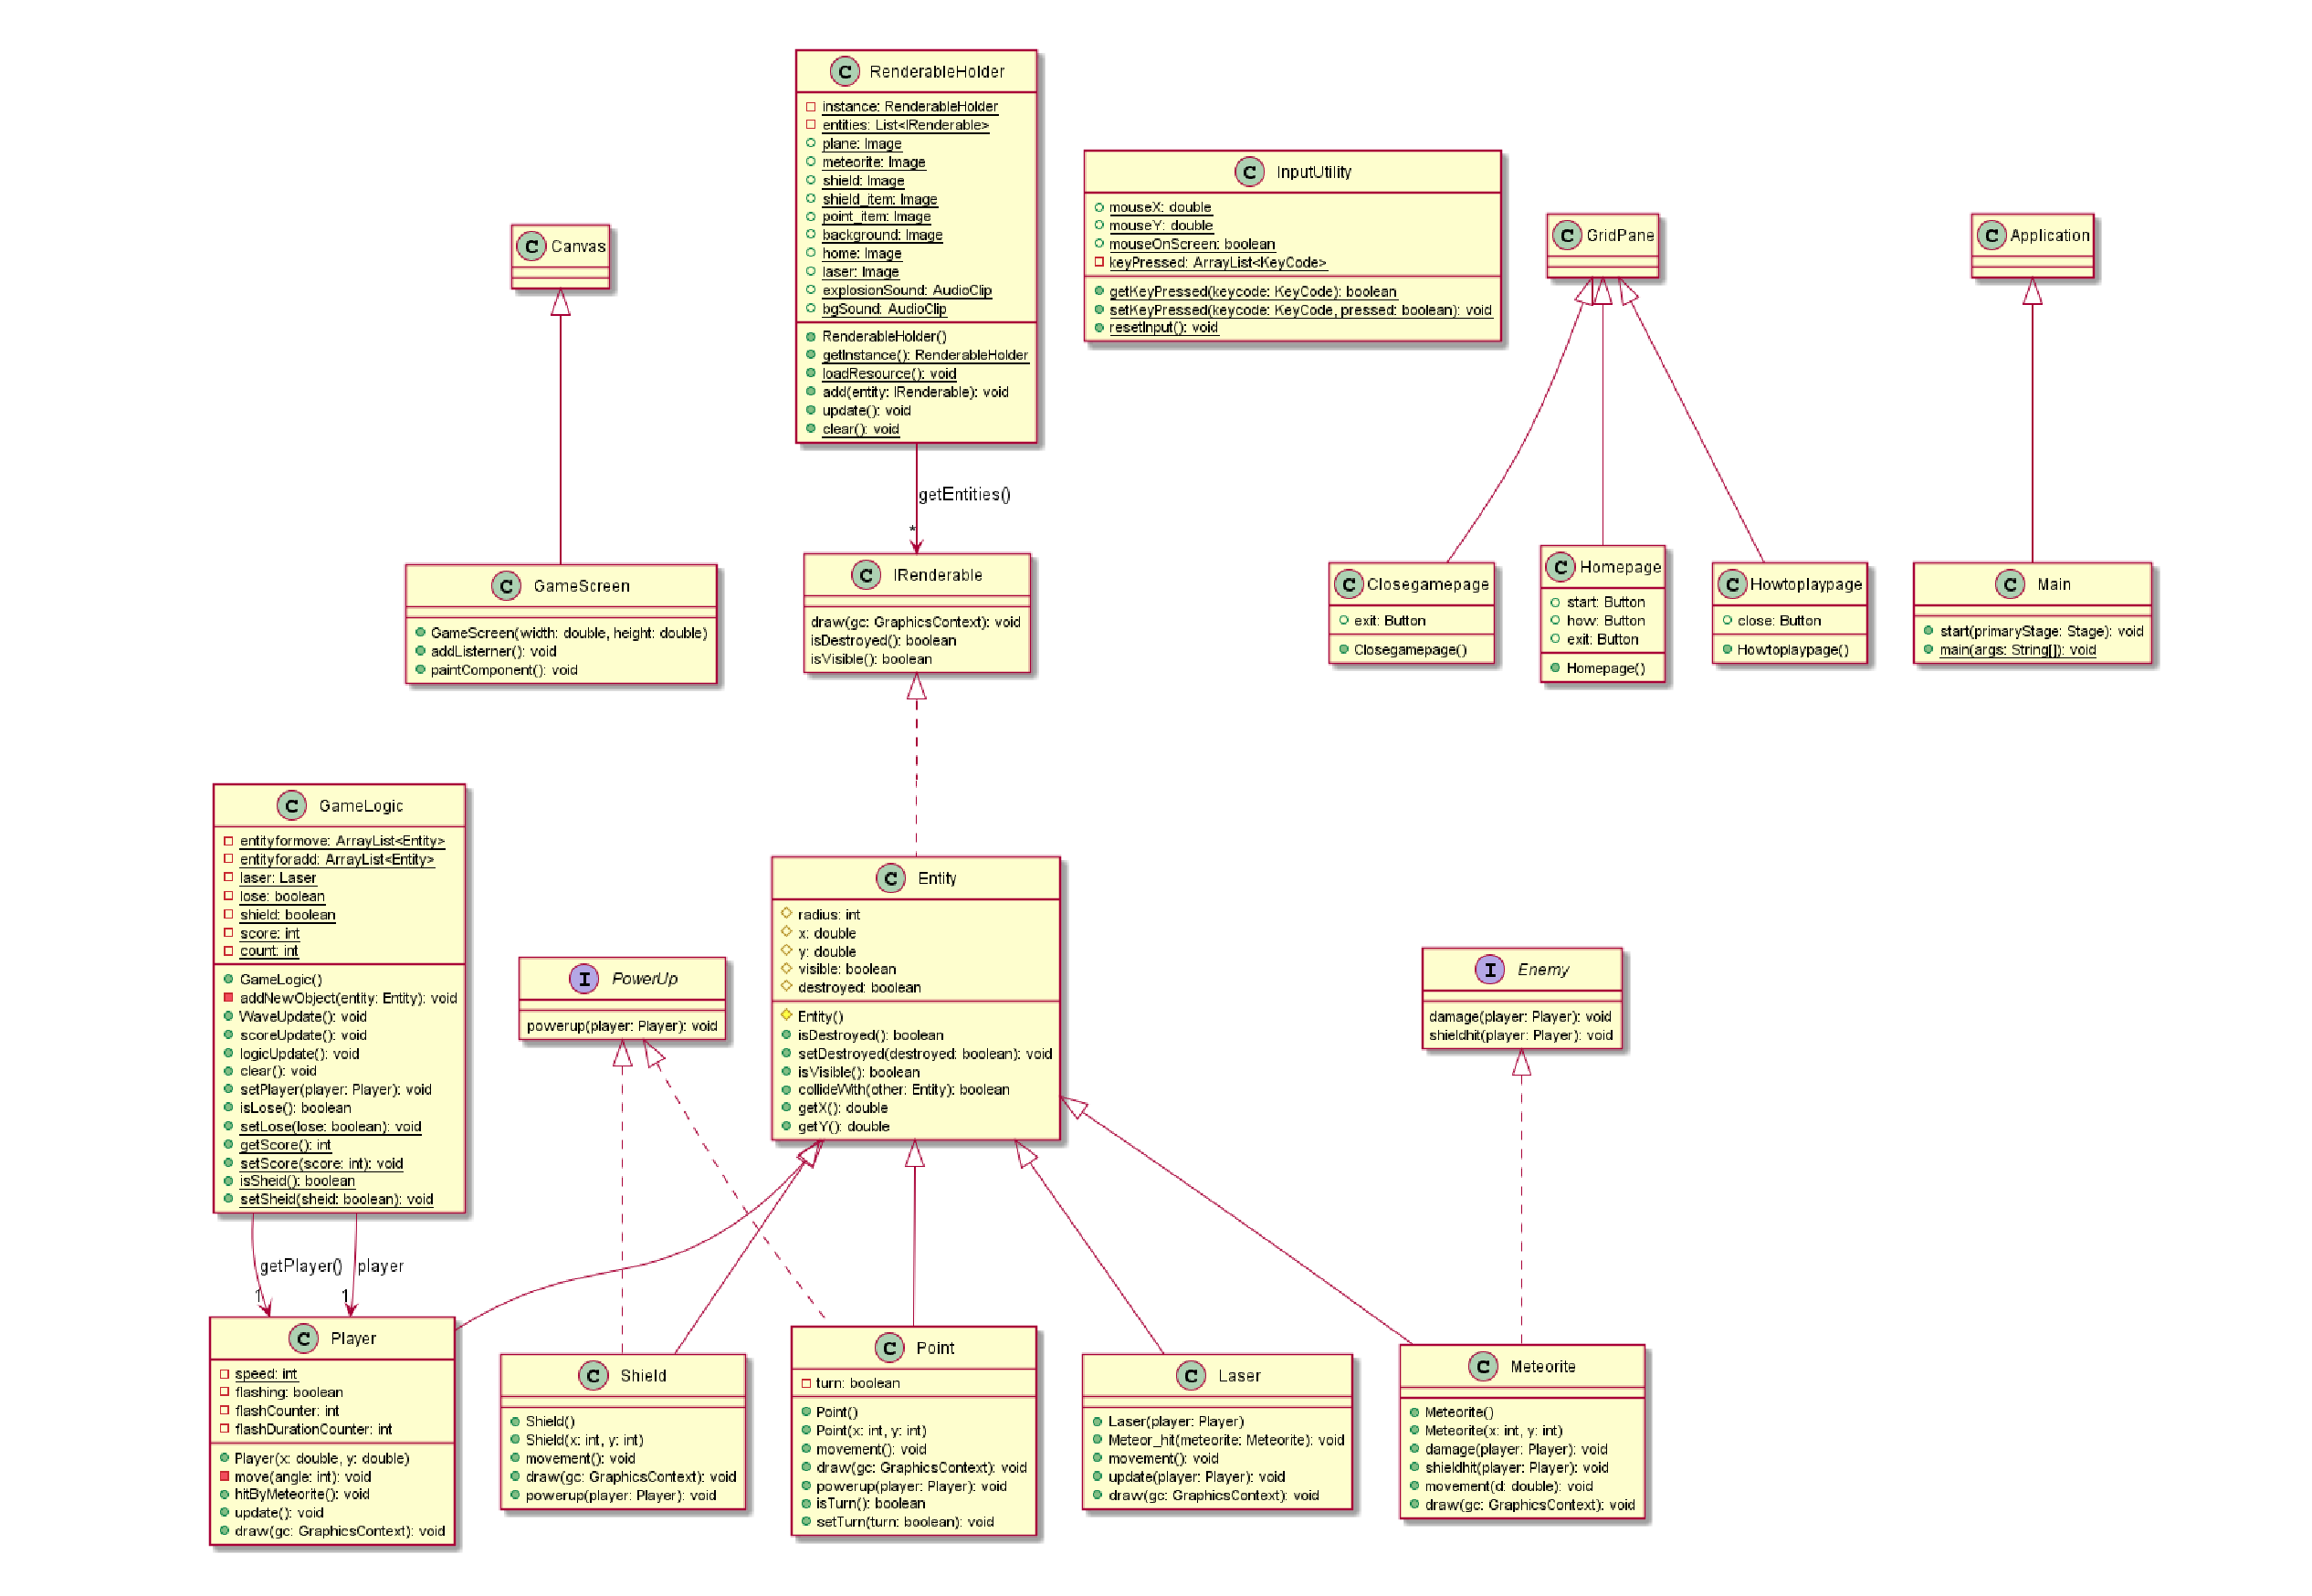 C RenderableHolder
instance: RenderableHolder
entities: List<IRenderable>
plane: Image
meteorite: Image
shield: Image
shield_item: Image
point_item: Image
background: Image
home: Image
laser: Image
explosionSound: AudioClip
bgSound: AudioClip
RenderableHolder()
getInstance(): RenderableHolder
loadResource(): void
add(entity: IRenderable): void
update(): void
clear(): void
C InputUtility
mouseX: double
mouseY: double
mouseOnScreen: boolean
keyPressed: ArrayList<KeyCode>
getKeyPressed(keycode: KeyCode): boolean
setKeyPressed(keycode: KeyCode, pressed: boolean): void
resetInput(): void
C Canvas
C GridPane
C Application
getEntities()
*
C GameScreen
GameScreen(width: double, height: double)
addListerner(): void
paintComponent(): void
C IRenderable
draw(gc: GraphicsContext): void
isDestroyed(): boolean
isVisible(): boolean
C Closegamepage
exit: Button
Closegamepage()
C Homepage
start: Button
how: Button
exit: Button
Homepage()
C Howtoplaypage
close: Button
Howtoplaypage()
C Main
start(primaryStage: Stage): void
main(args: String[]): void
C GameLogic
entityformove: ArrayList<Entity>
entityforadd: ArrayList<Entity>
laser: Laser
lose: boolean
shield: boolean
score: int
count: int
GameLogic()
addNewObject(entity: Entity): void
WaveUpdate(): void
scoreUpdate(): void
logicUpdate(): void
clear(): void
setPlayer(player: Player): void
isLose(): boolean
setLose(lose: boolean): void
getScore(): int
setScore(score: int): void
isSheid(): boolean
setSheid(sheid: boolean): void
I PowerUp
powerup(player: Player): void
C Entity
radius: int
x: double
y: double
visible: boolean
destroyed: boolean
Entity()
isDestroyed(): boolean
setDestroyed(destroyed: boolean): void
isVisible(): boolean
collideWith(other: Entity): boolean
getX(): double
getY(): double
I Enemy
damage(player: Player): void
shieldhit(player: Player): void
getPlayer() player
1 1
C Player
speed: int
flashing: boolean
flashCounter: int
flashDurationCounter: int
Player(x: double, y: double)
move(angle: int): void
hitByMeteorite(): void
update(): void
draw(gc: GraphicsContext): void
C Shield
Shield()
Shield(x: int, y: int)
movement(): void
draw(gc: GraphicsContext): void
powerup(player: Player): void
C Point
turn: boolean
Point()
Point(x: int, y: int)
movement(): void
draw(gc: GraphicsContext): void
powerup(player: Player): void
isTurn(): boolean
setTurn(turn: boolean): void
C Laser
Laser(player: Player)
Meteor_hit(meteorite: Meteorite): void
movement(): void
update(player: Player): void
draw(gc: GraphicsContext): void
C Meteorite
Meteorite()
Meteorite(x: int, y: int)
damage(player: Player): void
shieldhit(player: Player): void
movement(d: double): void
draw(gc: GraphicsContext): void